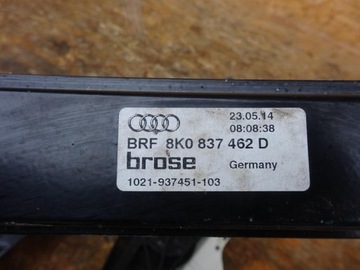 23.05.14
08:08:38
BRF 8K0 837 462 D
brose Germany
1021-937451-103